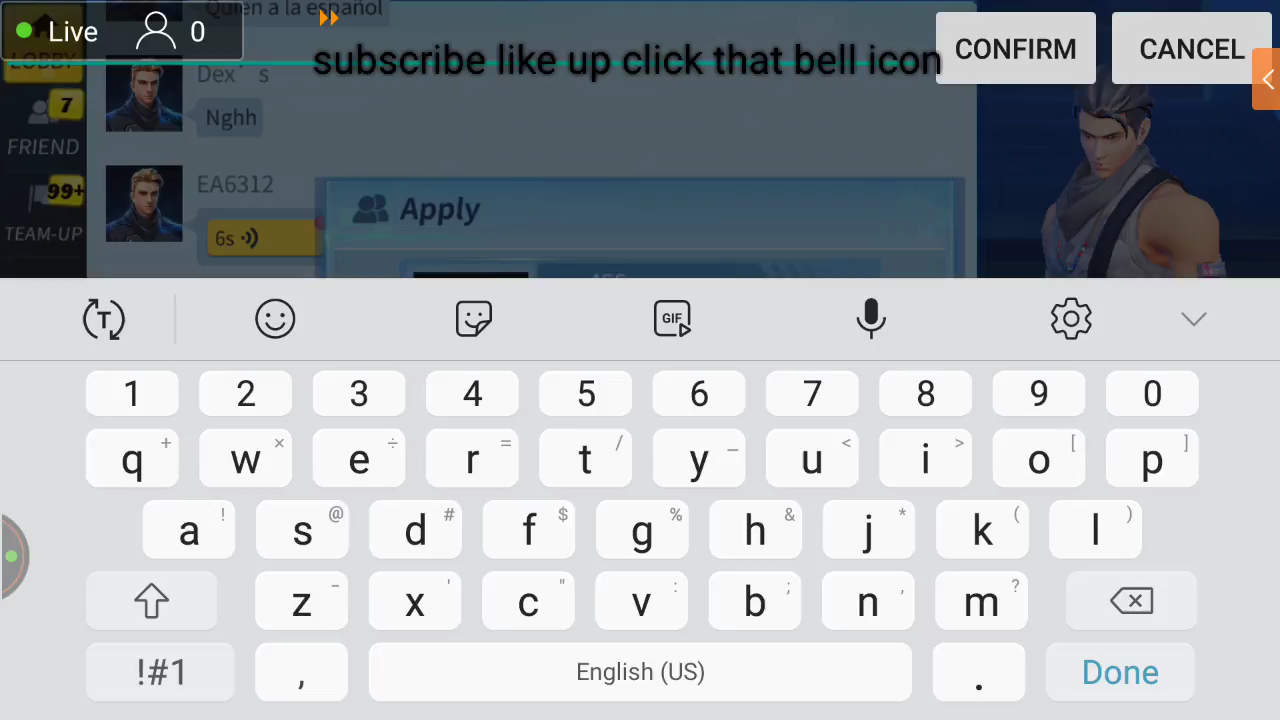 Quién a la español
Live 0
subscribe like up click that bell icon
CONFIRM
CANCEL
LOBBY
Dex's
7
Nghh
FRIEND
EA6312
99+
Apply
TEAM-UP
6s
T
GIF
1 2 3 4 5 6 7 8 9 0
q + w × e ÷ r = t / y _ u < i > o [ p ]
a ! s @ d # f $ g % h & j * k ( l )
z - x ' c " v : b ; n , m ?
!#1 , English (US) . Done